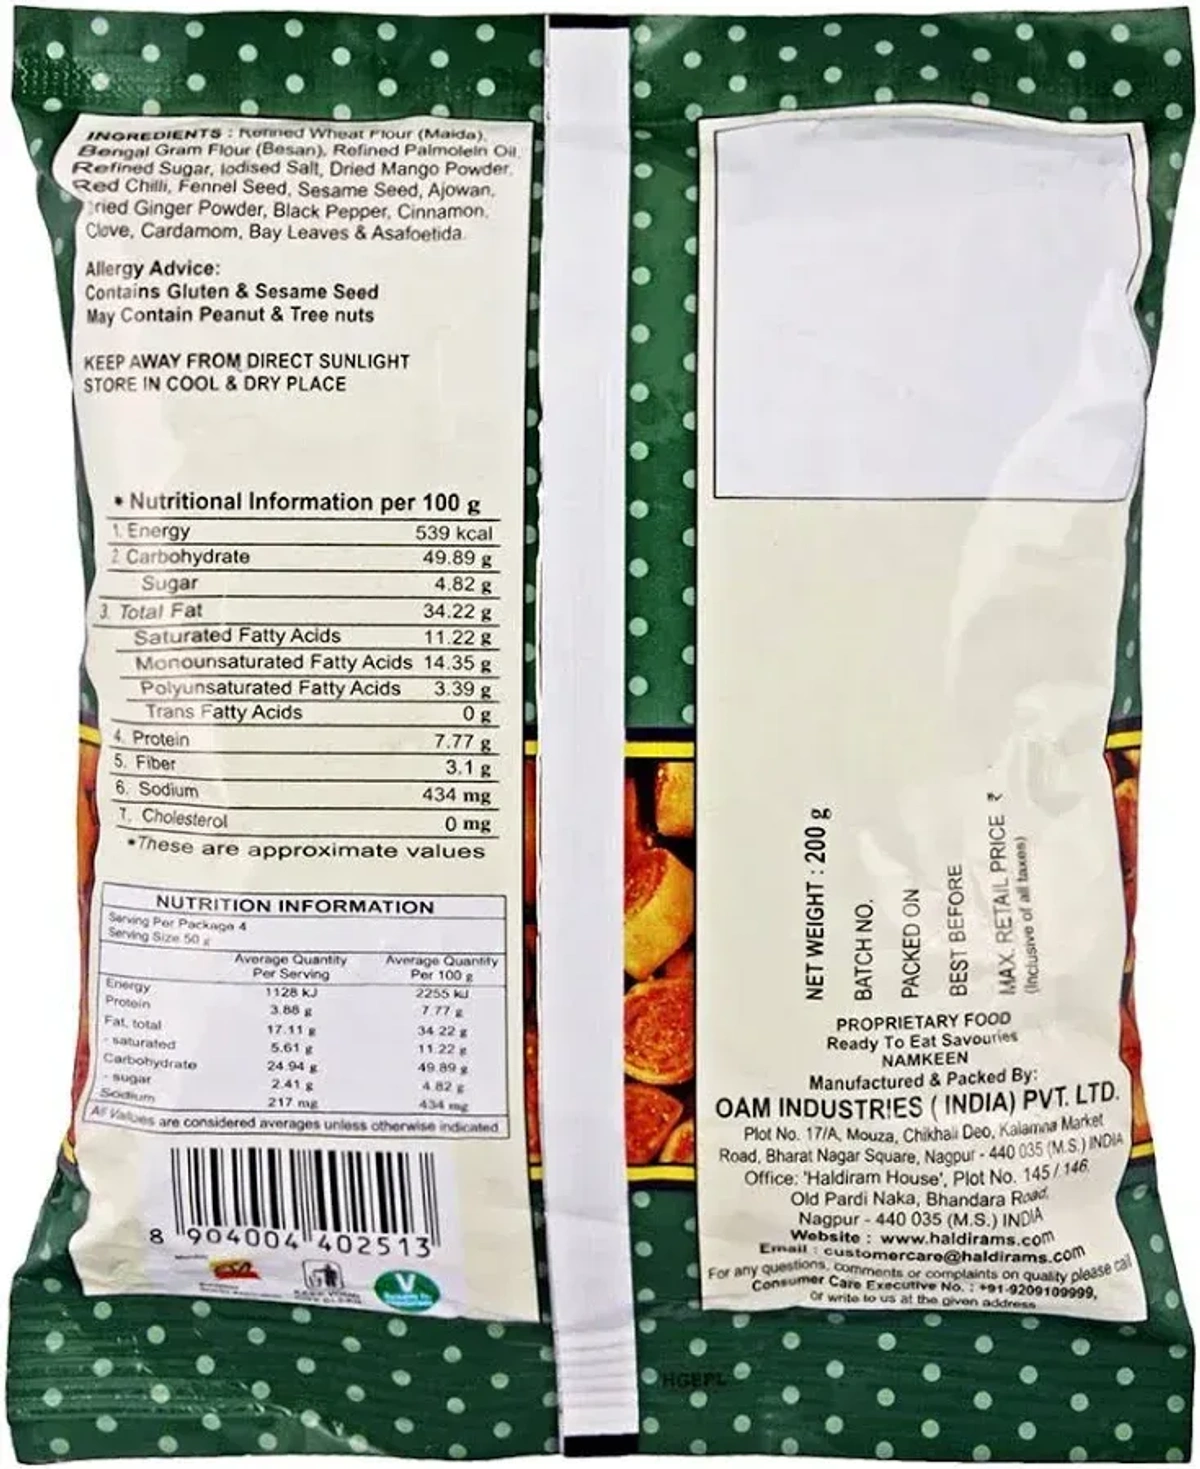 INGREDIENTS : Refined Wheat Flour (Maida),
Bengal Gram Flour (Besan), Refined Palmolein Oil,
Refined Sugar, Iodised Salt, Dried Mango Powder,
Red Chilli, Fennel Seed, Sesame Seed, Ajowan,
Dried Ginger Powder, Black Pepper, Cinnamon,
Clove, Cardamom, Bay Leaves & Asafoetida.
Allergy Advice:
Contains Gluten & Sesame Seed
May Contain Peanut & Tree nuts
KEEP AWAY FROM DIRECT SUNLIGHT
STORE IN COOL & DRY PLACE
* Nutritional Information per 100 g
1. Energy 539 kcal
2. Carbohydrate 49.89 g
Sugar 4.82 g
3. Total Fat 34.22 g
Saturated Fatty Acids 11.22 g
Monounsaturated Fatty Acids 14.35 g
Polyunsaturated Fatty Acids 3.39 g
Trans Fatty Acids 0 g
4. Protein 7.77 g
5. Fiber 3.1 g
6. Sodium 434 mg
7. Cholesterol 0 mg
*These are approximate values
NUTRITION INFORMATION
Serving Per Package 4
Serving Size 50 g
Average Quantity Average Quantity
Per Serving Per 100 g
Energy 1128 kJ 2255 kJ
Protein 3.88 g 7.77 g
Fat, total 17.11 g 34.22 g
- saturated 5.61 g 11.22 g
Carbohydrate 24.94 g 49.89 g
- sugar 2.41 g 4.82 g
Sodium 217 mg 434 mg
All Values are considered averages unless otherwise indicated
8 904004 402513
V
NET WEIGHT : 200 g
BATCH NO.
PACKED ON
BEST BEFORE
MAX. RETAIL PRICE ₹
(Inclusive of all taxes)
PROPRIETARY FOOD
Ready To Eat Savouries
NAMKEEN
Manufactured & Packed By:
OAM INDUSTRIES ( INDIA) PVT. LTD.
Plot No. 17/A, Mouza, Chikhali Deo, Kalamna Market
Road, Bharat Nagar Square, Nagpur - 440 035 (M.S.) INDIA
Office: 'Haldiram House', Plot No. 145 / 146,
Old Pardi Naka, Bhandara Road,
Nagpur - 440 035 (M.S.) INDIA
Website : www.haldirams.com
Email : customercare@haldirams.com
For any questions, comments or complaints on quality please call
Consumer Care Executive No. : +91-9209109999,
or write to us at the given address
HGEPL